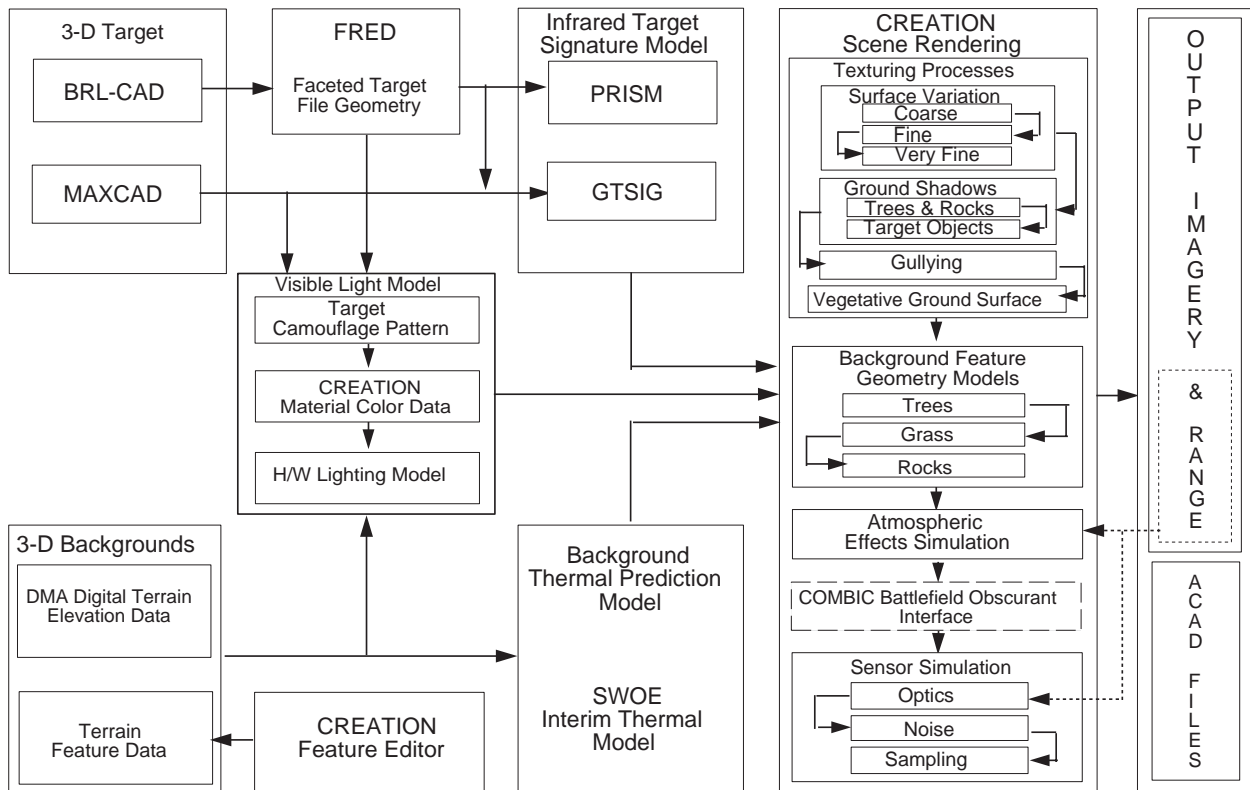 3-D Target
BRL-CAD
MAXCAD
FRED
Faceted Target
File Geometry
Infrared Target
Signature Model
PRISM
GTSIG
Visible Light Model
Target
Camouflage Pattern
CREATION
Material Color Data
H/W Lighting Model
3-D Backgrounds
DMA Digital Terrain
Elevation Data
Terrain
Feature Data
CREATION
Feature Editor
Background
Thermal Prediction
Model
SWOE
Interim Thermal
Model
CREATION
Scene Rendering
Texturing Processes
Surface Variation
Coarse
Fine
Very Fine
Ground Shadows
Trees & Rocks
Target Objects
Gullying
Vegetative Ground Surface
Background Feature
Geometry Models
Trees
Grass
Rocks
Atmospheric
Effects Simulation
COMBIC Battlefield Obscurant
Interface
Sensor Simulation
Optics
Noise
Sampling
OUTPUT IMAGERY & RANGE
ACAD FILES